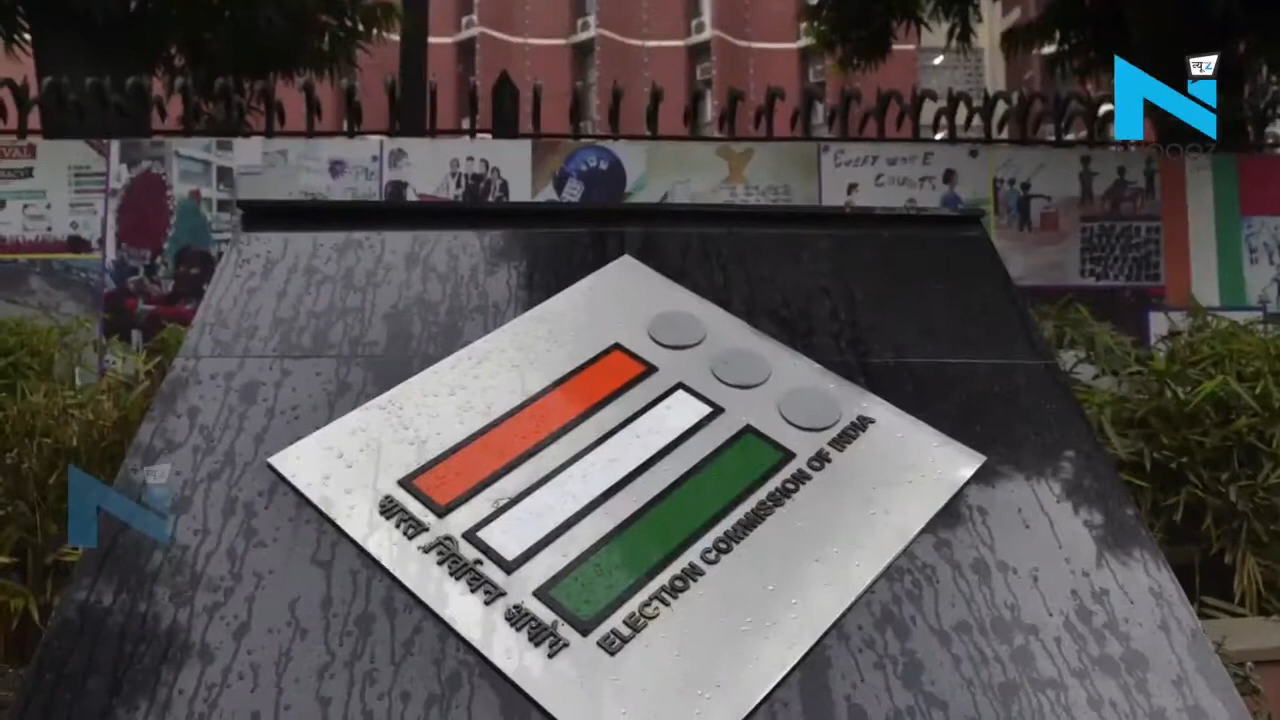 न्यूz
EVERY VOTE
COUNTS
न्यूz
भारत निर्वाचन आयोग
ELECTION COMMISSION OF INDIA